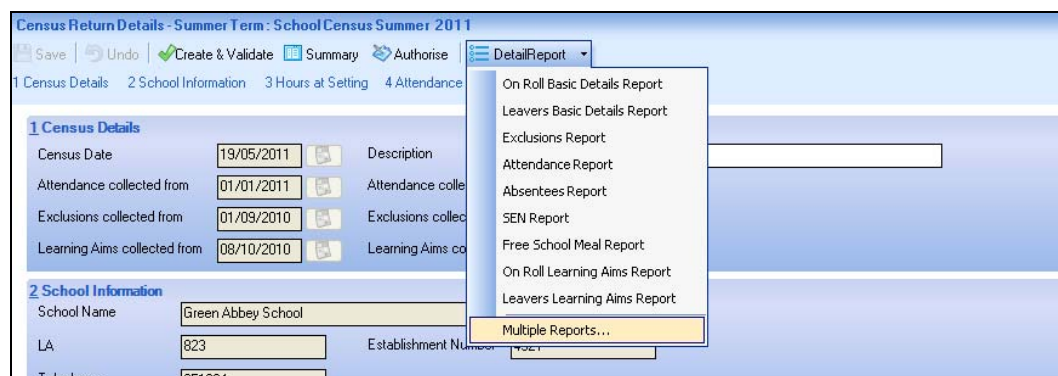 Census Return Details - Summer Term : School Census Summer 2011
Save Undo Create & Validate Summary Authorise DetailReport
1 Census Details 2 School Information 3 Hours at Setting 4 Attendance
On Roll Basic Details Report
Leavers Basic Details Report
Exclusions Report
Attendance Report
Absentees Report
SEN Report
Free School Meal Report
On Roll Learning Aims Report
Leavers Learning Aims Report
Multiple Reports...
1 Census Details
Census Date 19/05/2011 Description
Attendance collected from 01/01/2011 Attendance colle
Exclusions collected from 01/09/2010 Exclusions collec
Learning Aims collected from 08/10/2010 Learning Aims co
2 School Information
School Name Green Abbey School
LA 823 Establishment Number 4321